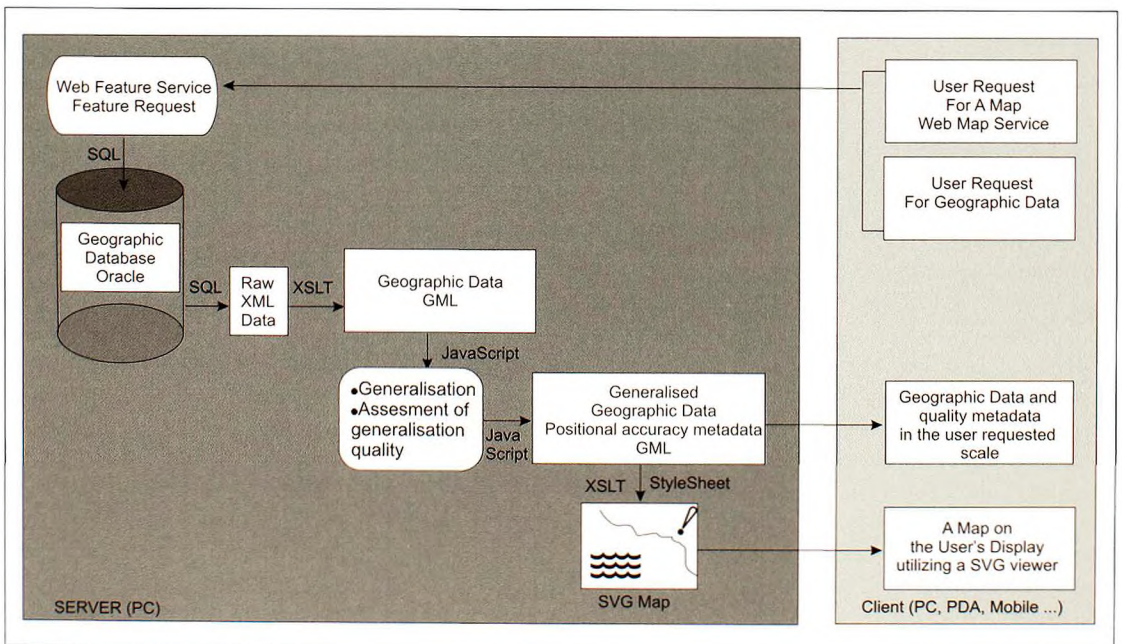 Web Feature Service
Feature Request
SQL
Geographic
Database
Oracle
SQL
Raw
XML
Data
XSLT
Geographic Data
GML
JavaScript
•Generalisation
•Assesment of
generalisation
quality
Java
Script
Generalised
Geographic Data
Positional accuracy metadata
GML
XSLT
StyleSheet
SVG Map
SERVER (PC)
User Request
For A Map
Web Map Service
User Request
For Geographic Data
Geographic Data and
quality metadata
in the user requested
scale
A Map on
the User's Display
utilizing a SVG viewer
Client (PC, PDA, Mobile ...)